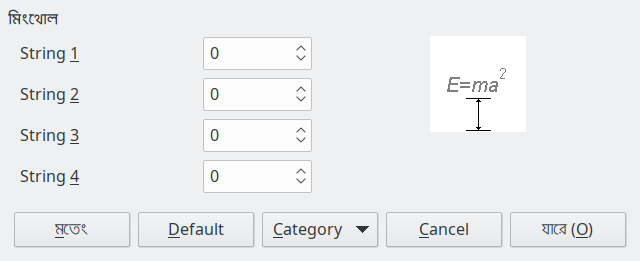 মিংথোল
String 1 0
String 2 0
String 3 0
String 4 0
E=ma²
মতেং Default Category Cancel যারে (O)